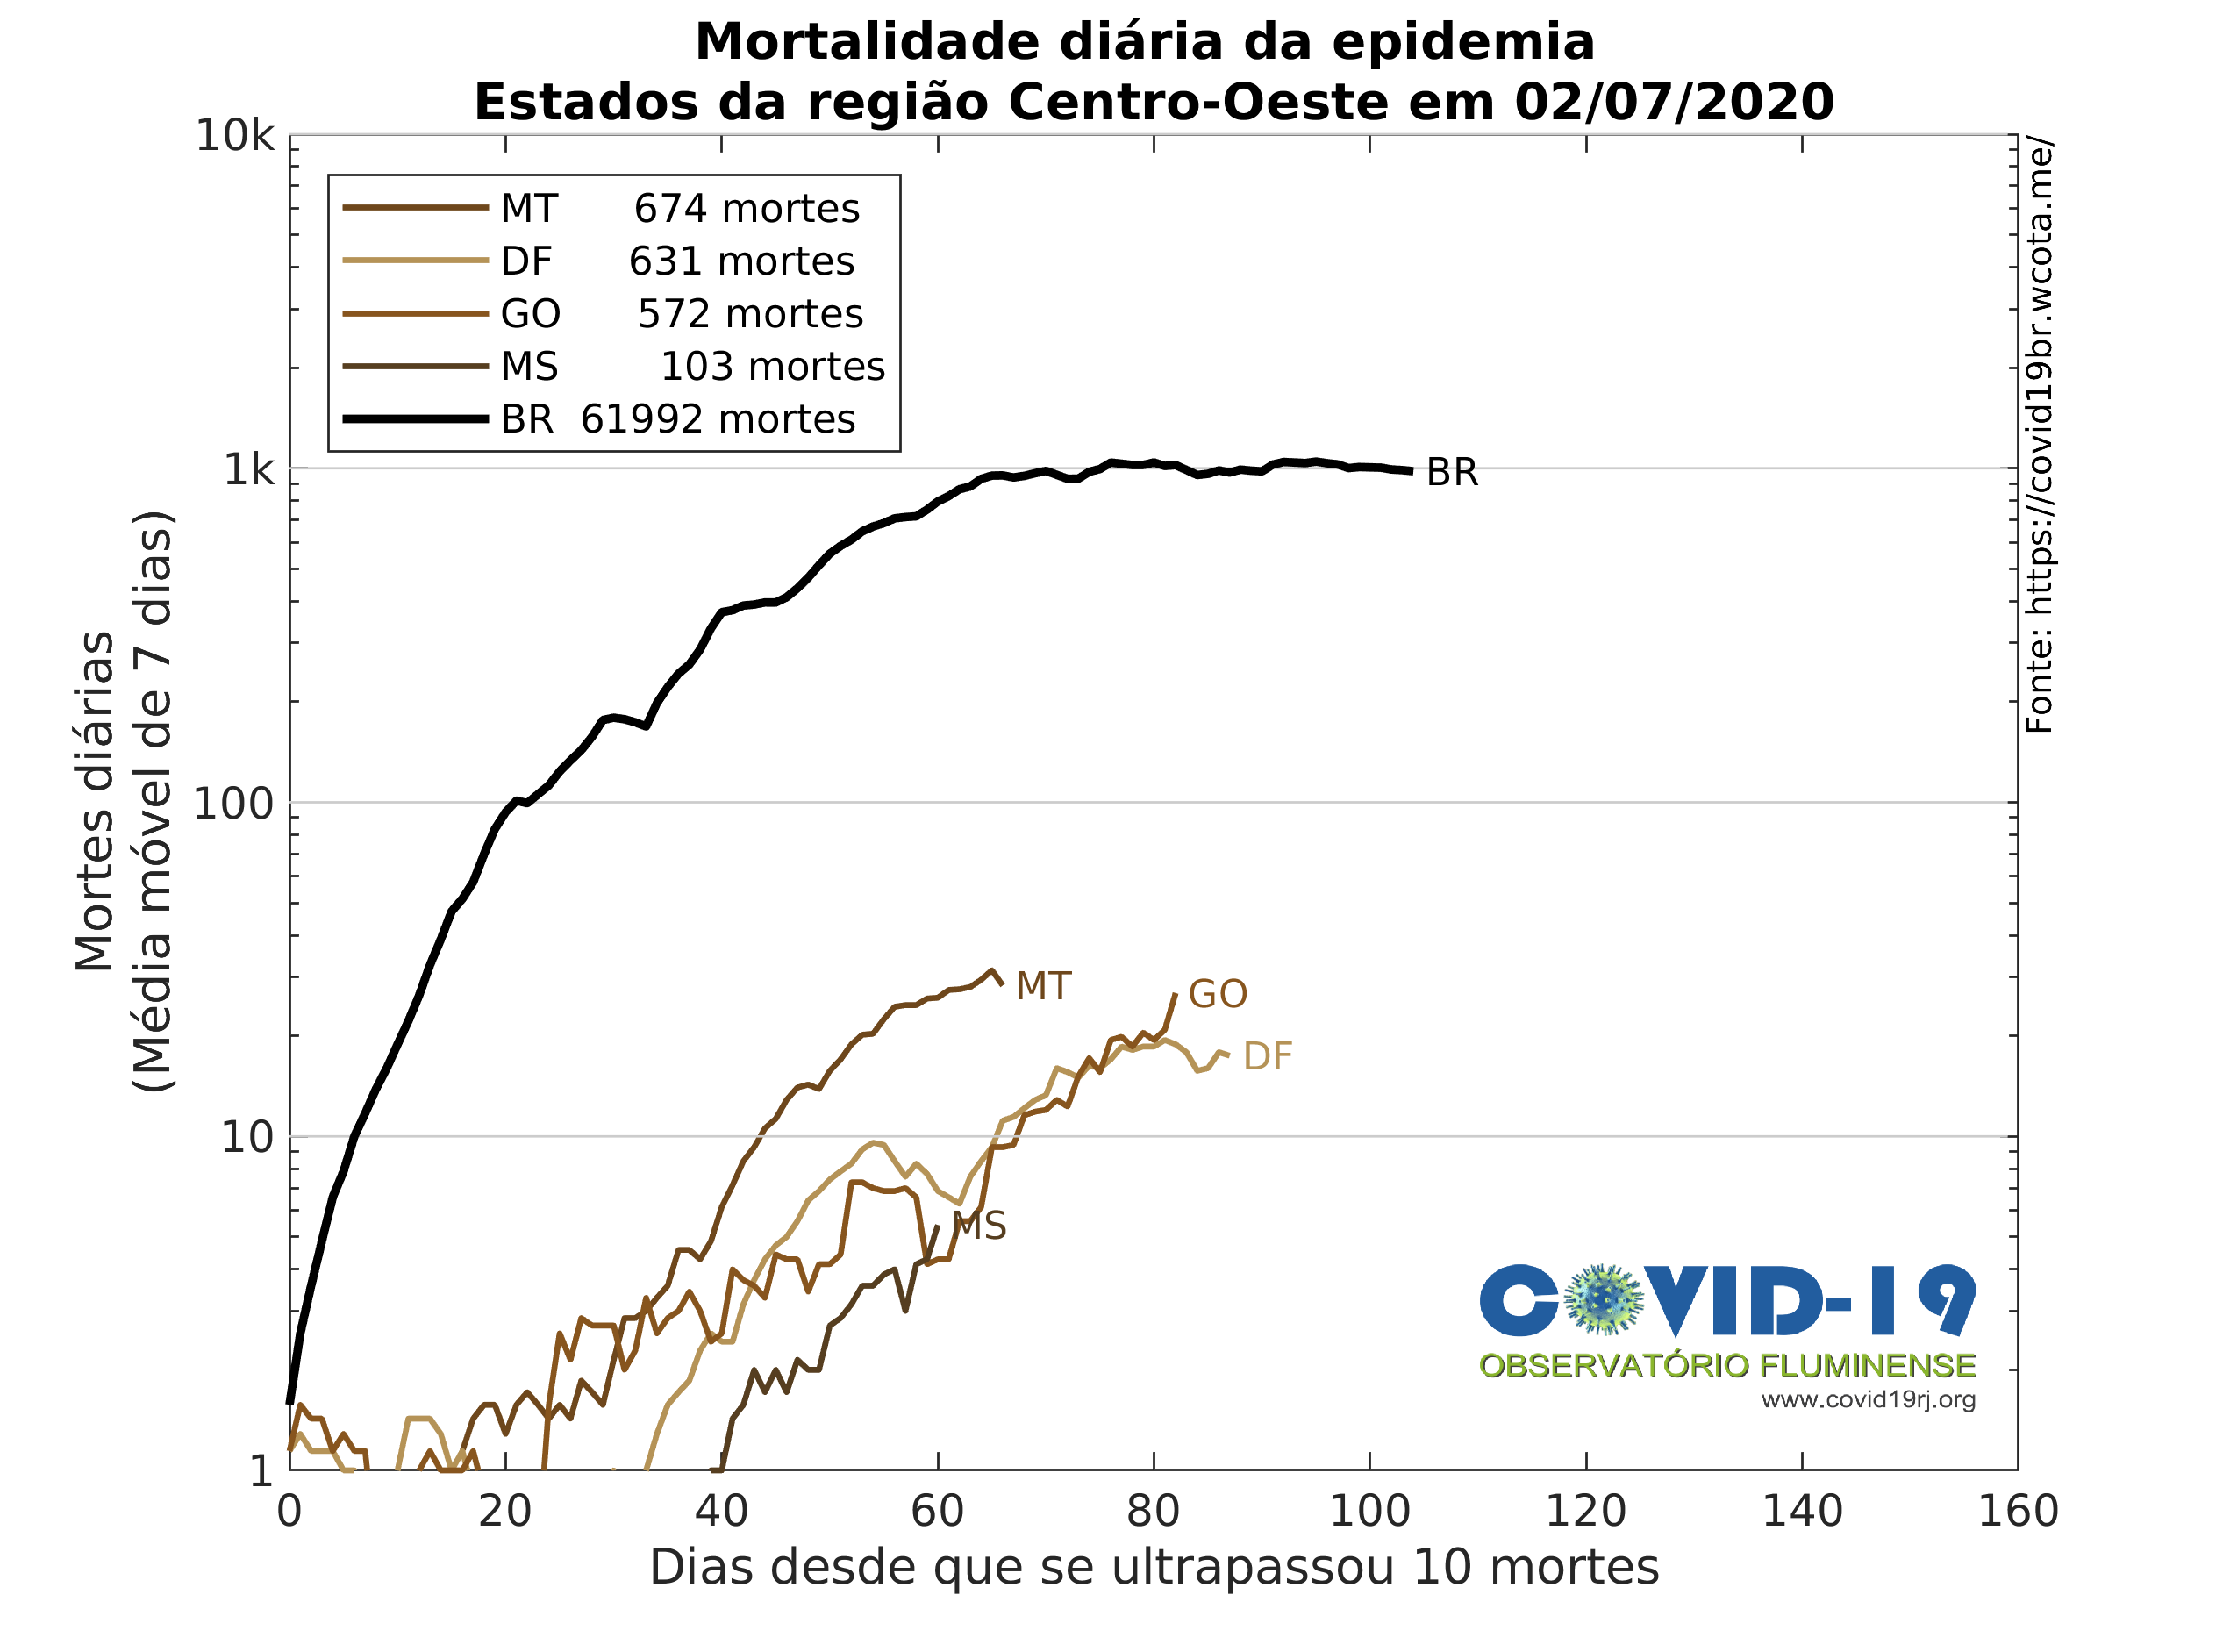 Mortalidade diária da epidemia
Estados da região Centro-Oeste em 02/07/2020
10k
1k
100
10
1
Mortes diárias
(Média móvel de 7 dias)
MT 674 mortes
DF 631 mortes
GO 572 mortes
MS 103 mortes
BR 61992 mortes
BR
MT
GO
DF
MS
Fonte: https://covid19br.wcota.me/
COVID-19
OBSERVATÓRIO FLUMINENSE
www.covid19rj.org
0 20 40 60 80 100 120 140 160
Dias desde que se ultrapassou 10 mortes